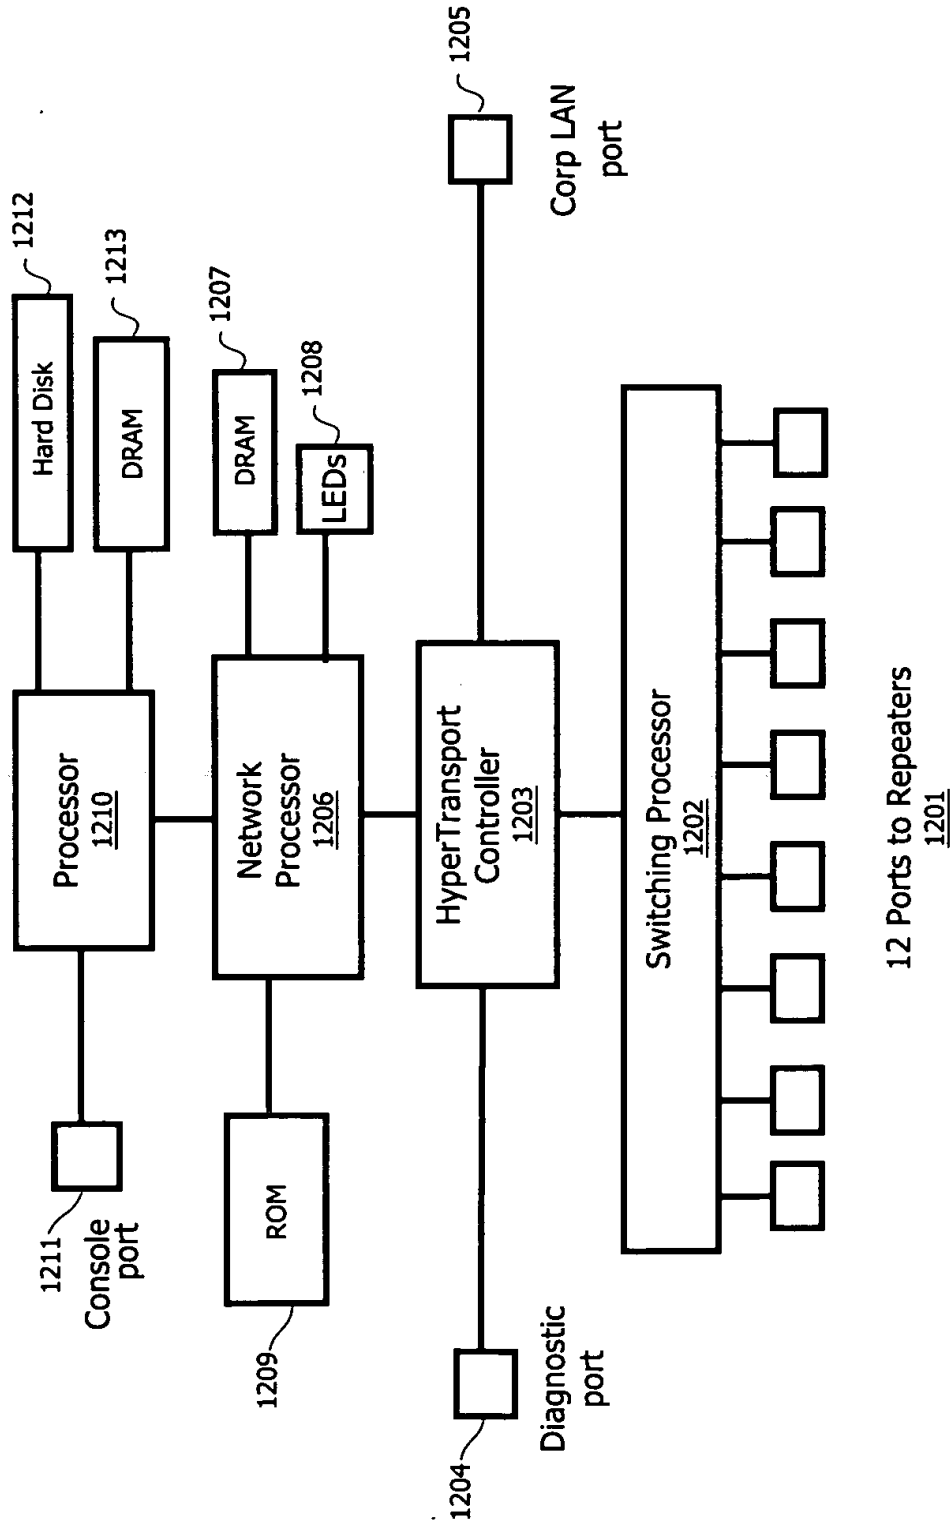 1212
Hard Disk
1213
DRAM
Processor
1210
1211
Console
port
1207
DRAM
1208
LEDs
Network
Processor
1206
ROM
1209
1205
Corp LAN
port
HyperTransport
Controller
1203
1204
Diagnostic
port
Switching Processor
1202
12 Ports to Repeaters
1201